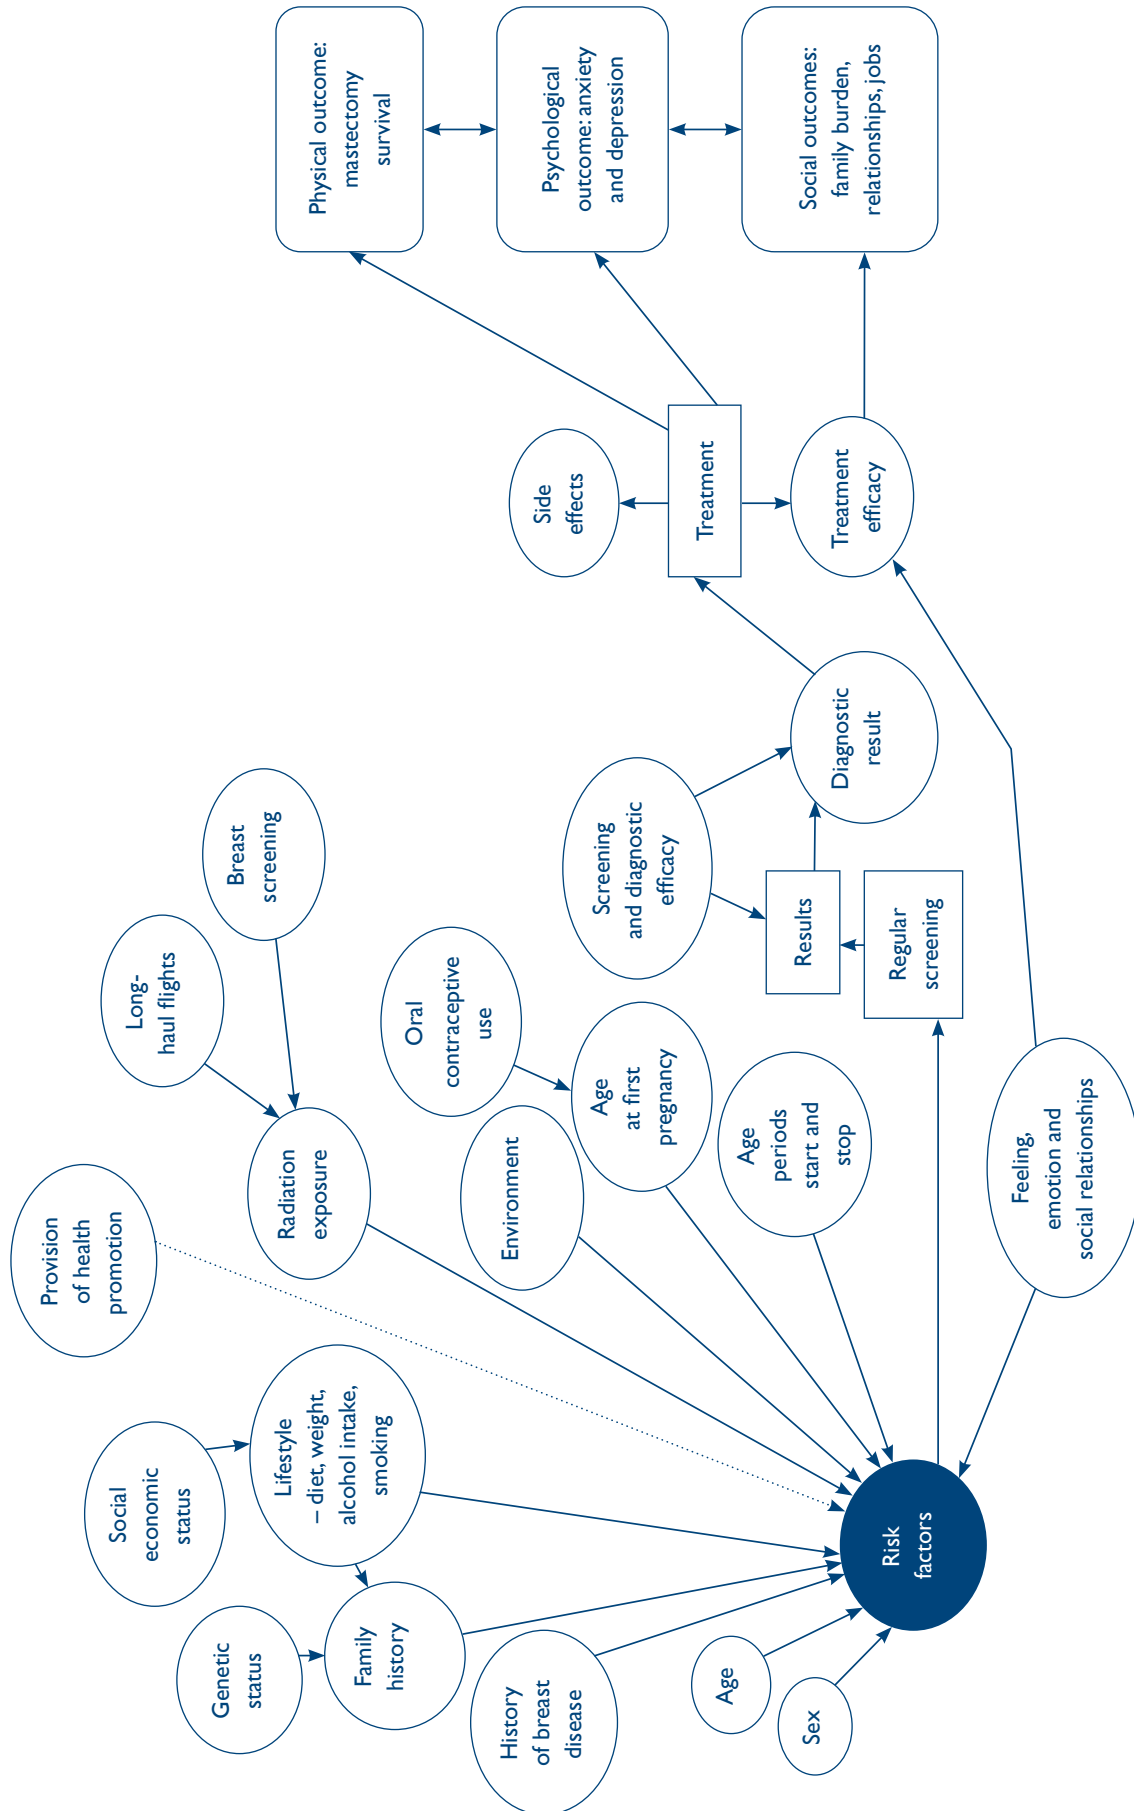 Provision
of health
promotion
Social
economic
status
Genetic
status
Lifestyle
– diet, weight,
alcohol intake,
smoking
Family
history
History
of breast
disease
Age
Sex
Risk
factors
Long-
haul flights
Breast
screening
Radiation
exposure
Oral
contraceptive
use
Environment
Age
at first
pregnancy
Age
periods
start and
stop
Feeling,
emotion and
social relationships
Screening
and diagnostic
efficacy
Results
Regular
screening
Diagnostic
result
Side
effects
Treatment
Treatment
efficacy
Physical outcome:
mastectomy
survival
Psychological
outcome: anxiety
and depression
Social outcomes:
family burden,
relationships, jobs